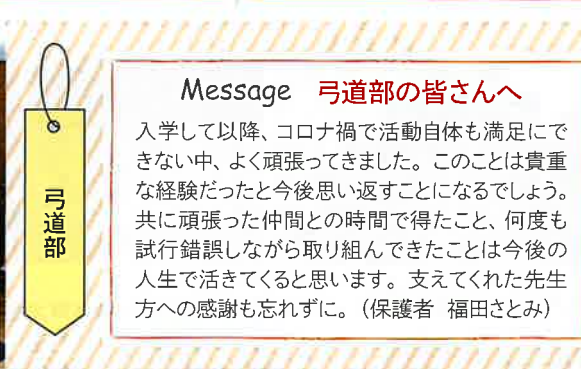 弓道部
Message 弓道部の皆さんへ
入学して以降、コロナ禍で活動自体も満足にで
きない中、よく頑張ってきました。このことは貴重
な経験だったと今後思い返すことになるでしょう。
共に頑張った仲間との時間で得たこと、何度も
試行錯誤しながら取り組んできたことは今後の
人生で活きてくると思います。支えてくれた先生
方への感謝も忘れずに。（保護者 福田さとみ）